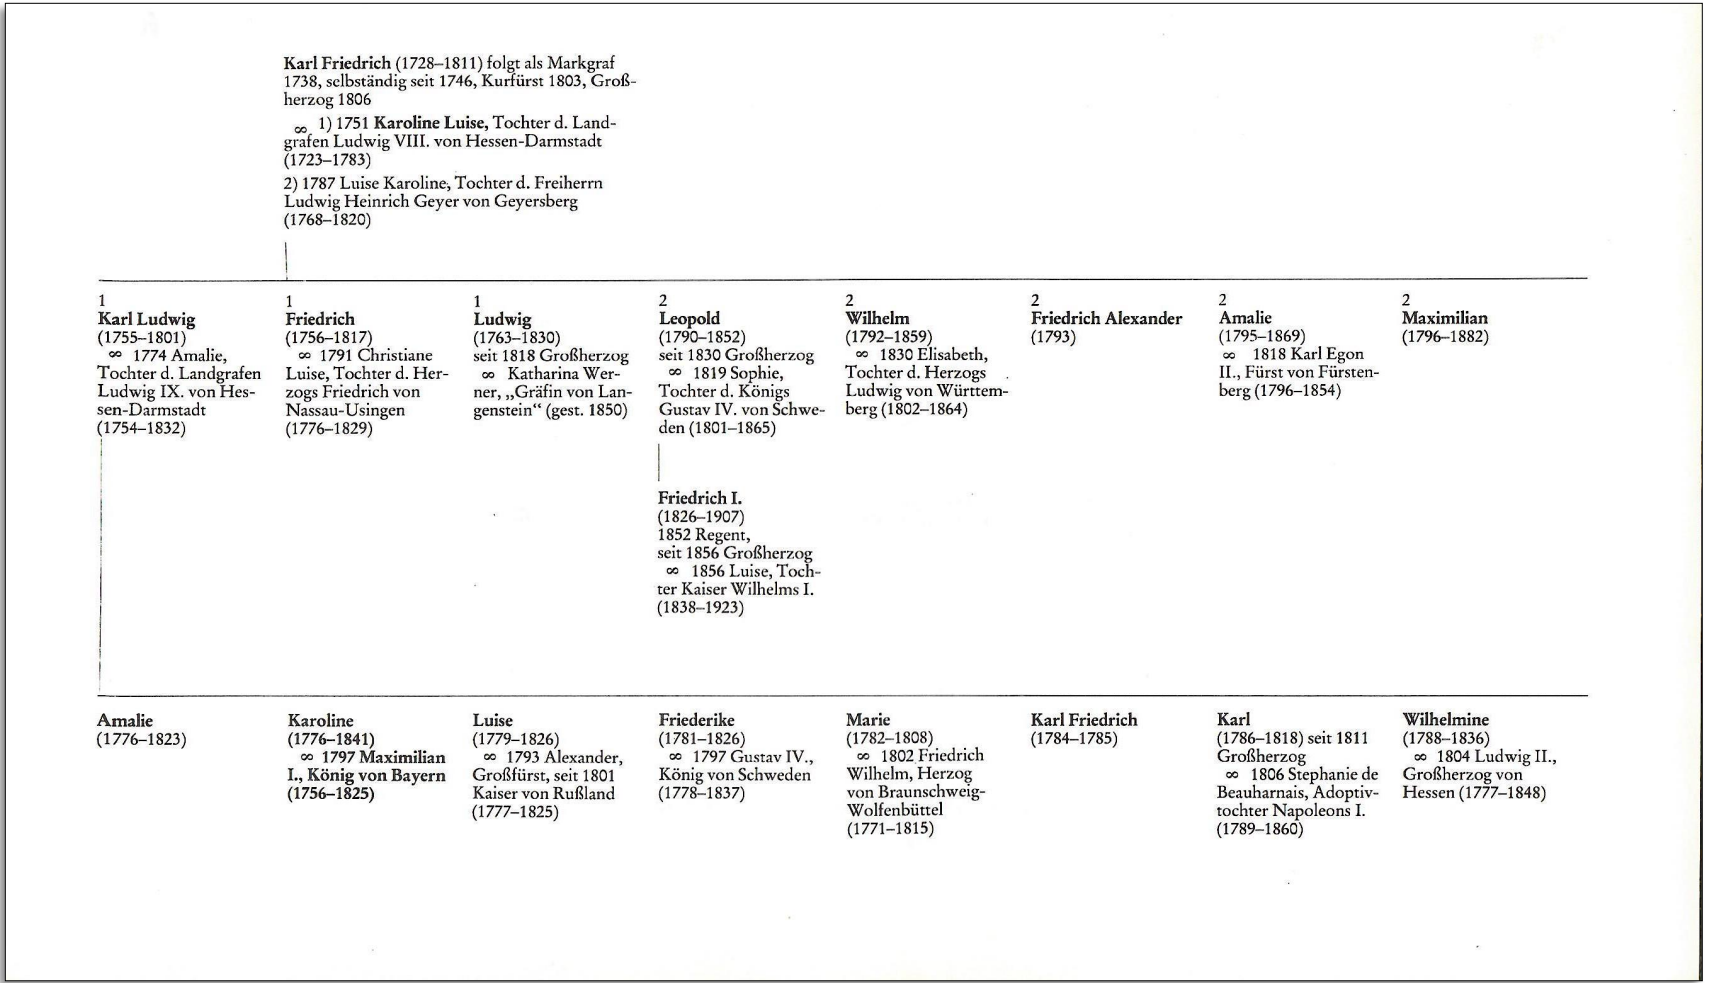 Karl Friedrich (1728–1811) folgt als Markgraf
1738, selbständig seit 1746, Kurfürst 1803, Groß-
herzog 1806
∞ 1) 1751 Karoline Luise, Tochter d. Land-
grafen Ludwig VIII. von Hessen-Darmstadt
(1723–1783)
2) 1787 Luise Karoline, Tochter d. Freiherrn
Ludwig Heinrich Geyer von Geyersberg
(1768–1820)
1
Karl Ludwig
(1755–1801)
∞ 1774 Amalie,
Tochter d. Landgrafen
Ludwig IX. von Hes-
sen-Darmstadt
(1754–1832)
1
Friedrich
(1756–1817)
∞ 1791 Christiane
Luise, Tochter d. Her-
zogs Friedrich von
Nassau-Usingen
(1776–1829)
1
Ludwig
(1763–1830)
seit 1818 Großherzog
∞ Katharina Wer-
ner, „Gräfin von Lan-
genstein“ (gest. 1850)
2
Leopold
(1790–1852)
seit 1830 Großherzog
∞ 1819 Sophie,
Tochter d. Königs
Gustav IV. von Schwe-
den (1801–1865)
2
Wilhelm
(1792–1859)
∞ 1830 Elisabeth,
Tochter d. Herzogs
Ludwig von Württem-
berg (1802–1864)
2
Friedrich Alexander
(1793)
2
Amalie
(1795–1869)
∞ 1818 Karl Egon
II., Fürst von Fürsten-
berg (1796–1854)
2
Maximilian
(1796–1882)
Friedrich I.
(1826–1907)
1852 Regent,
seit 1856 Großherzog
∞ 1856 Luise, Toch-
ter Kaiser Wilhelms I.
(1838–1923)
Amalie
(1776–1823)
Karoline
(1776–1841)
∞ 1797 Maximilian
I., König von Bayern
(1756–1825)
Luise
(1779–1826)
∞ 1793 Alexander,
Großfürst, seit 1801
Kaiser von Rußland
(1777–1825)
Friederike
(1781–1826)
∞ 1797 Gustav IV.,
König von Schweden
(1778–1837)
Marie
(1782–1808)
∞ 1802 Friedrich
Wilhelm, Herzog
von Braunschweig-
Wolfenbüttel
(1771–1815)
Karl Friedrich
(1784–1785)
Karl
(1786–1818) seit 1811
Großherzog
∞ 1806 Stephanie de
Beauharnais, Adoptiv-
tochter Napoleons I.
(1789–1860)
Wilhelmine
(1788–1836)
∞ 1804 Ludwig II.,
Großherzog von
Hessen (1777–1848)